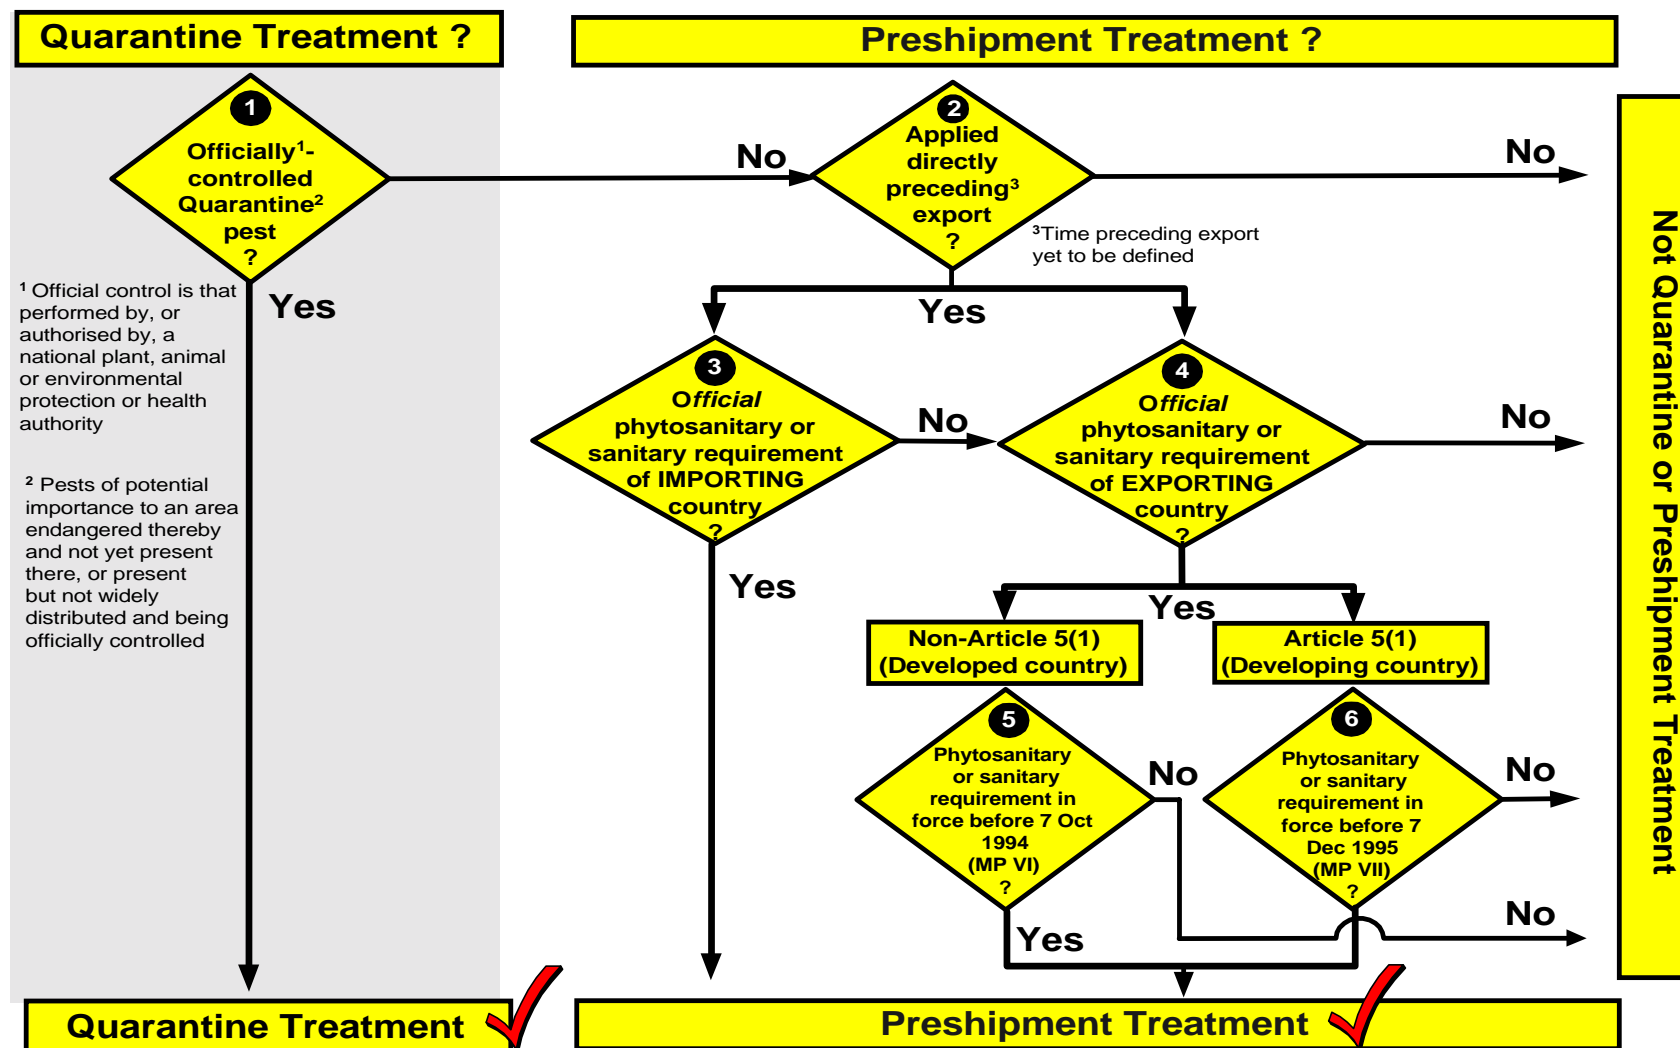 Quarantine Treatment ?
Preshipment Treatment ?
1
Officially¹-
controlled
Quarantine²
pest
?
No
2
Applied
directly
preceding³
export
?
No
³Time preceding export
yet to be defined
¹ Official control is that
performed by, or
authorised by, a
national plant, animal
or environmental
protection or health
authority
Yes
² Pests of potential
importance to an area
endangered thereby
and not yet present
there, or present
but not widely
distributed and being
officially controlled
Yes
3
Official
phytosanitary or
sanitary requirement
of IMPORTING
country
?
No
4
Official
phytosanitary or
sanitary requirement
of EXPORTING
country
?
No
Yes
Yes
Non-Article 5(1)
(Developed country)
Article 5(1)
(Developing country)
5
Phytosanitary
or sanitary
requirement in
force before 7 Oct
1994
(MP VI)
?
No
6
Phytosanitary
or sanitary
requirement in
force before 7
Dec 1995
(MP VII)
?
No
No
Yes
Not Quarantine or Preshipment Treatment
Quarantine Treatment
Preshipment Treatment